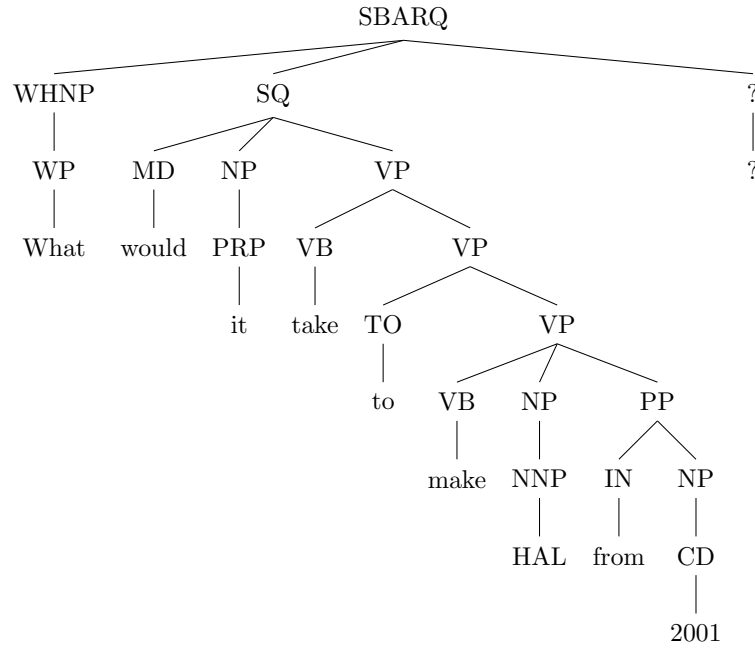 SBARQ
WHNP SQ ?
WP MD NP VP ?
What would PRP VB VP
it take TO VP
to VB NP PP
make NNP IN NP
HAL from CD
2001